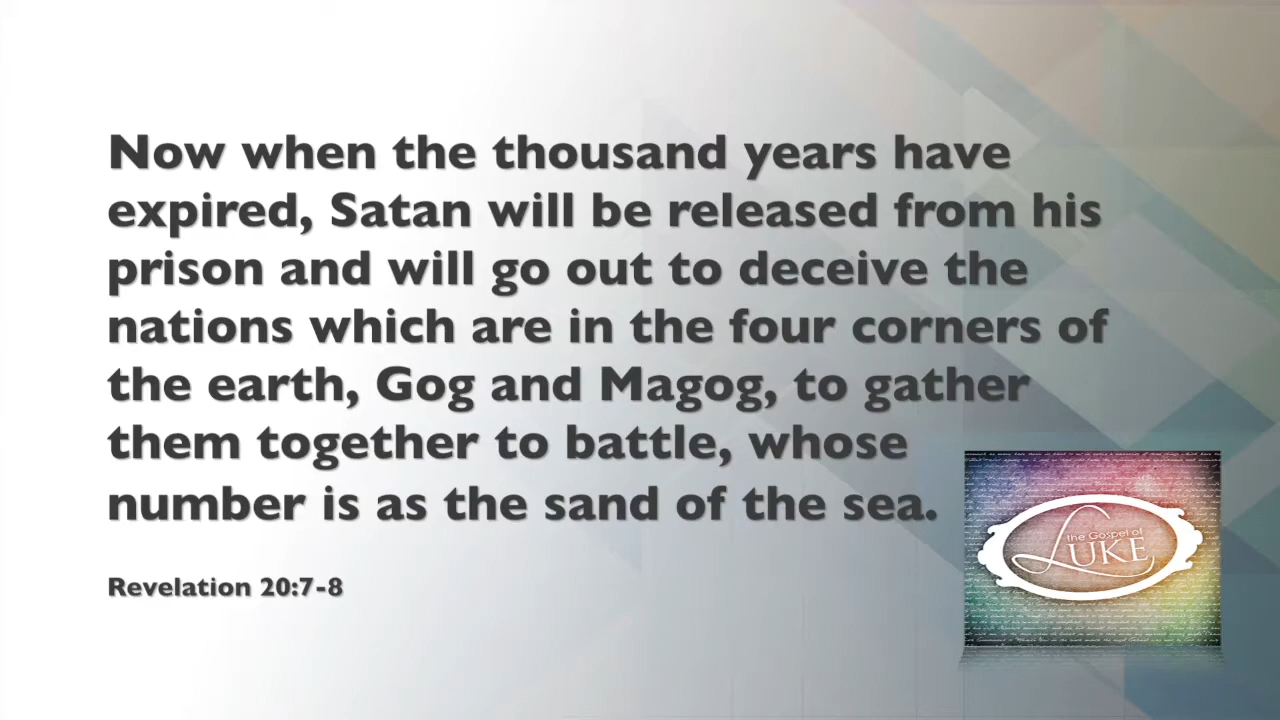 Now when the thousand years have
expired, Satan will be released from his
prison and will go out to deceive the
nations which are in the four corners of
the earth, Gog and Magog, to gather
them together to battle, whose
number is as the sand of the sea.
Revelation 20:7-8
the Gospel of
LUKE